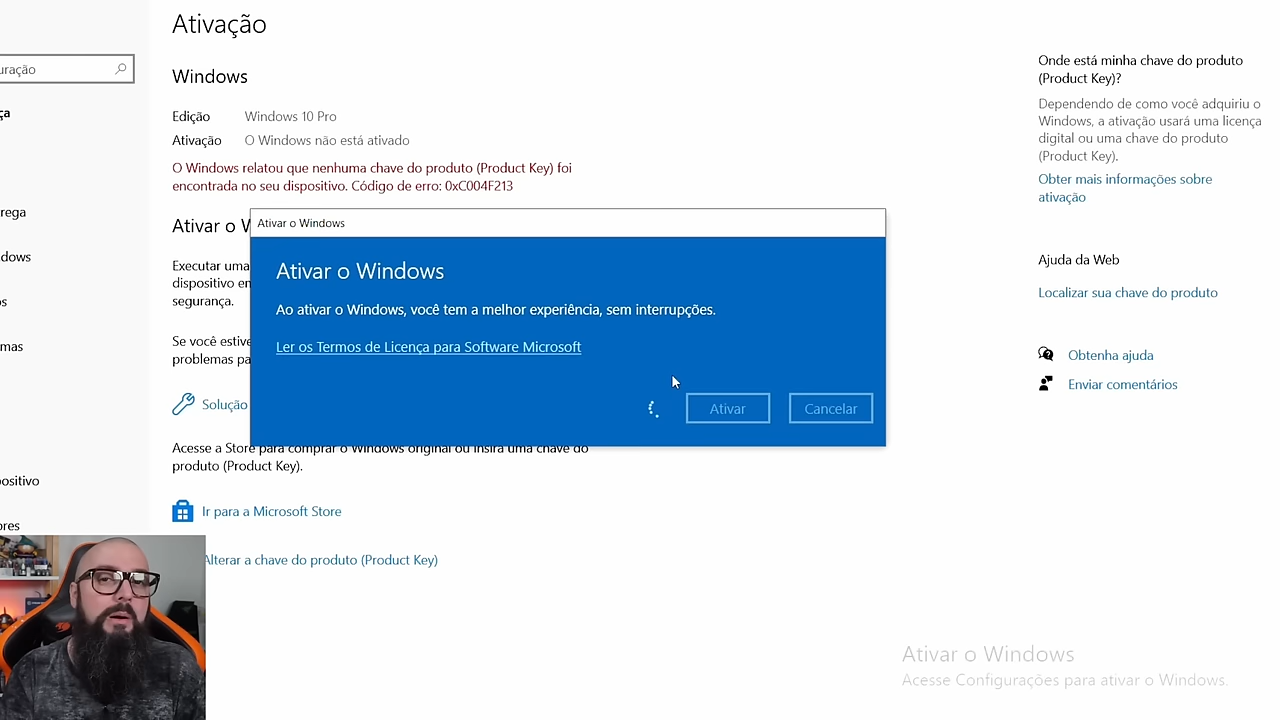 Ativação
uração
ça
rega
dows
s
mas
ositivo
ores
Windows
Edição Windows 10 Pro
Ativação O Windows não está ativado
O Windows relatou que nenhuma chave do produto (Product Key) foi
encontrada no seu dispositivo. Código de erro: 0xC004F213
Ativar o W
Executar uma
dispositivo en
segurança.
Se você estive
problemas pa
Solução
Ativar o Windows
Ativar o Windows
Ao ativar o Windows, você tem a melhor experiência, sem interrupções.
Ler os Termos de Licença para Software Microsoft
Ativar Cancelar
Acesse a Store para comprar o Windows original ou insira uma chave do
produto (Product Key).
Ir para a Microsoft Store
Alterar a chave do produto (Product Key)
Onde está minha chave do produto
(Product Key)?
Dependendo de como você adquiriu o
Windows, a ativação usará uma licença
digital ou uma chave do produto
(Product Key).
Obter mais informações sobre
ativação
Ajuda da Web
Localizar sua chave do produto
Obtenha ajuda
Enviar comentários
Ativar o Windows
Acesse Configurações para ativar o Windows.